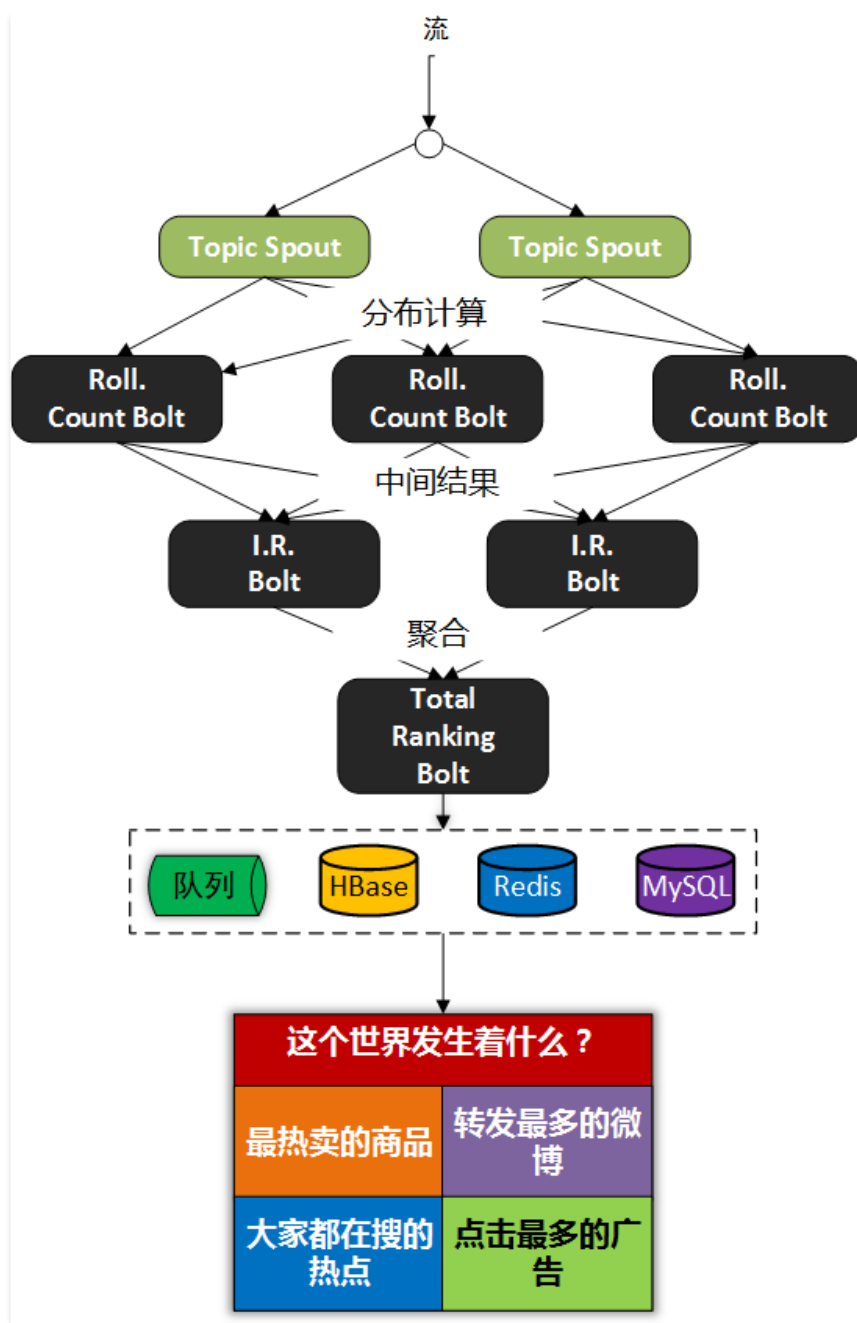 流
Topic Spout
Topic Spout
分布计算
Roll.
Count Bolt
Roll.
Count Bolt
Roll.
Count Bolt
中间结果
I.R.
Bolt
I.R.
Bolt
聚合
Total
Ranking
Bolt
队列
HBase
Redis
MySQL
这个世界发生着什么？
最热卖的商品
转发最多的微
博
大家都在搜的
热点
点击最多的广
告